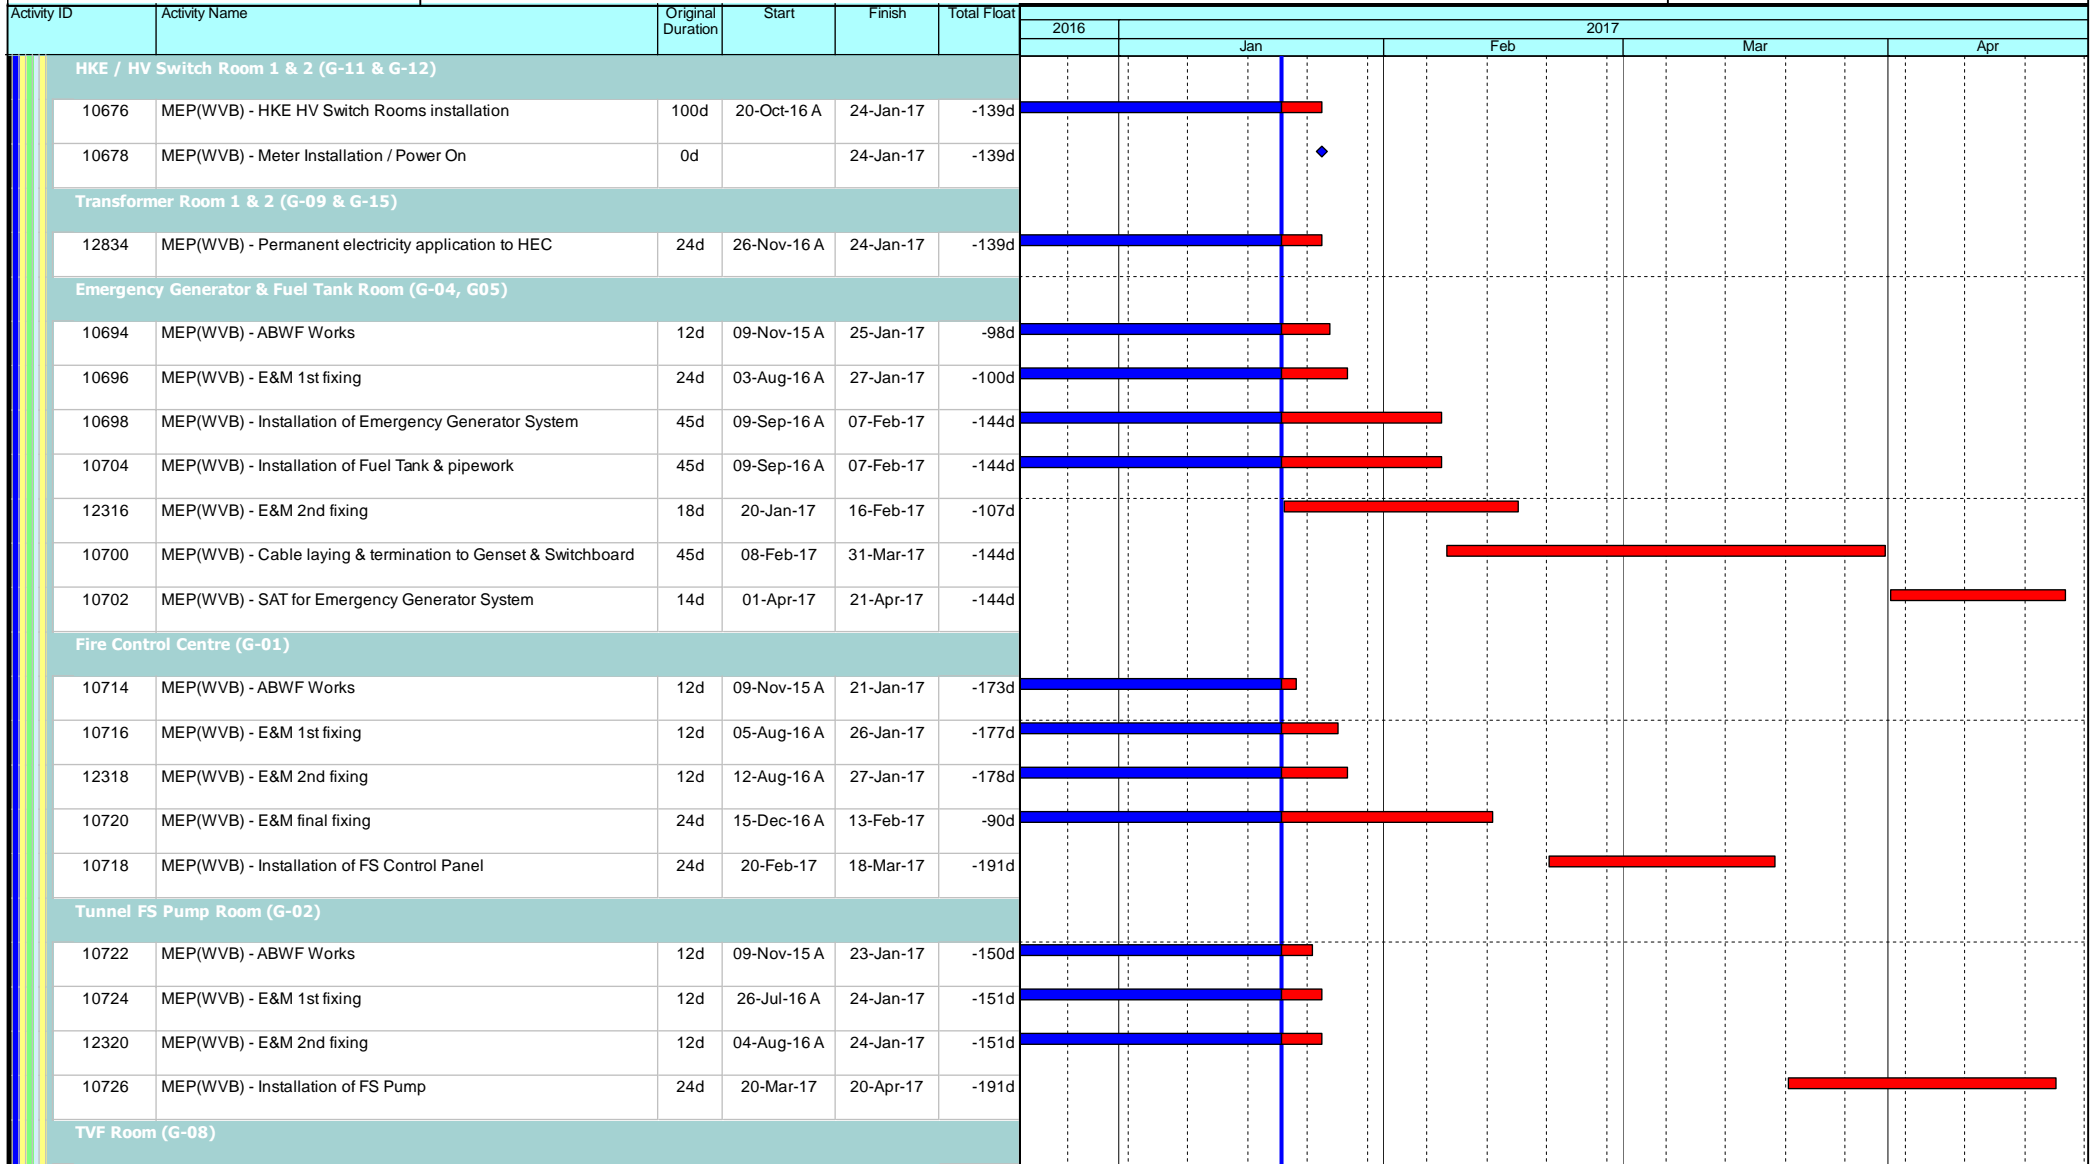 Activity ID Activity Name Original Duration Start Finish Total Float
2016 2017
Jan Feb Mar Apr
HKE / HV Switch Room 1 & 2 (G-11 & G-12)
10676 MEP(WVB) - HKE HV Switch Rooms installation 100d 20-Oct-16 A 24-Jan-17 -139d
10678 MEP(WVB) - Meter Installation / Power On 0d 24-Jan-17 -139d
Transformer Room 1 & 2 (G-09 & G-15)
12834 MEP(WVB) - Permanent electricity application to HEC 24d 26-Nov-16 A 24-Jan-17 -139d
Emergency Generator & Fuel Tank Room (G-04, G05)
10694 MEP(WVB) - ABWF Works 12d 09-Nov-15 A 25-Jan-17 -98d
10696 MEP(WVB) - E&M 1st fixing 24d 03-Aug-16 A 27-Jan-17 -100d
10698 MEP(WVB) - Installation of Emergency Generator System 45d 09-Sep-16 A 07-Feb-17 -144d
10704 MEP(WVB) - Installation of Fuel Tank & pipework 45d 09-Sep-16 A 07-Feb-17 -144d
12316 MEP(WVB) - E&M 2nd fixing 18d 20-Jan-17 16-Feb-17 -107d
10700 MEP(WVB) - Cable laying & termination to Genset & Switchboard 45d 08-Feb-17 31-Mar-17 -144d
10702 MEP(WVB) - SAT for Emergency Generator System 14d 01-Apr-17 21-Apr-17 -144d
Fire Control Centre (G-01)
10714 MEP(WVB) - ABWF Works 12d 09-Nov-15 A 21-Jan-17 -173d
10716 MEP(WVB) - E&M 1st fixing 12d 05-Aug-16 A 26-Jan-17 -177d
12318 MEP(WVB) - E&M 2nd fixing 12d 12-Aug-16 A 27-Jan-17 -178d
10720 MEP(WVB) - E&M final fixing 24d 15-Dec-16 A 13-Feb-17 -90d
10718 MEP(WVB) - Installation of FS Control Panel 24d 20-Feb-17 18-Mar-17 -191d
Tunnel FS Pump Room (G-02)
10722 MEP(WVB) - ABWF Works 12d 09-Nov-15 A 23-Jan-17 -150d
10724 MEP(WVB) - E&M 1st fixing 12d 26-Jul-16 A 24-Jan-17 -151d
12320 MEP(WVB) - E&M 2nd fixing 12d 04-Aug-16 A 24-Jan-17 -151d
10726 MEP(WVB) - Installation of FS Pump 24d 20-Mar-17 20-Apr-17 -191d
TVF Room (G-08)